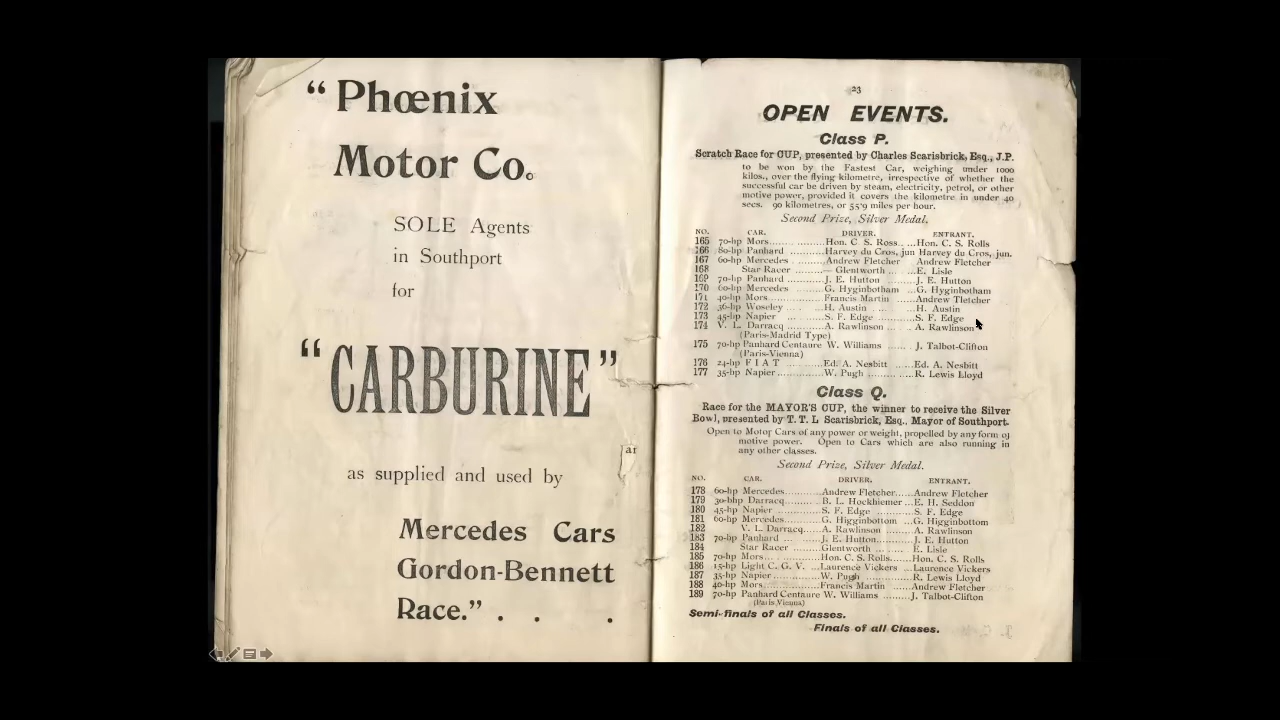 “ Phœnix
Motor Co.
SOLE Agents
in Southport
for
“ CARBURINE ”
as supplied and used by
Mercedes Cars
Gordon-Bennett
Race.” . . .
ar
23
OPEN EVENTS.
Class P.
Scratch Race for CUP, presented by Charles Scarisbrick, Esq., J.P.
to be won by the Fastest Car, weighing under 1000
kilos., over the flying kilometre, irrespective of whether the
successful car be driven by steam, electricity, petrol, or other
motive power, provided it covers the kilometre in under 40
secs. 90 kilometres, or 55·9 miles per hour.
Second Prize, Silver Medal.
NO. CAR. DRIVER. ENTRANT.
165 70-hp Mors..............Hon. C. S. Ross....Hon. C. S. Rolls
166 80-hp Panhard ..........Harvey du Cros, jun Harvey du Cros, jun.
167 60-hp Mercedes ..........Andrew Fletcher Andrew Fletcher
168 Star Racer ..........— Glentworth .......E. Lisle
169 70-hp Panhard ..........J. E. Hutton .......J. E. Hutton
170 60-hp Mercedes ..........G. Hyginbotham ...G. Hyginbotham
171 40-hp Mors..............Francis Martin ......Andrew Fletcher
172 36-hp Woseley ..........H. Austin .......H. Austin
173 45-hp Napier ..........S. F. Edge ..........S. F. Edge
174 V. L. Darracq ..........A. Rawlinson .......A. Rawlinson
(Paris-Madrid Type)
175 70-hp Panhard Centaure W. Williams ...... J. Talbot-Clifton
(Paris-Vienna)
176 24-hp F I A T ..........Ed. A. Nesbitt ....Ed. A. Nesbitt
177 35-hp Napier............W. Pugh ..........R. Lewis Lloyd
Class Q.
Race for the MAYOR'S CUP, the winner to receive the Silver
Bowl, presented by T. T. L Scarisbrick, Esq., Mayor of Southport.
Open to Motor Cars of any power or weight, propelled by any form of
motive power. Open to Cars which are also running in
any other classes.
Second Prize, Silver Medal.
NO. CAR. DRIVER. ENTRANT.
178 60-hp Mercedes..........Andrew Fletcher......Andrew Fletcher
179 30-bhp Darracq..........B. L. Hockhiemer ...E. H. Seddon
180 45-hp Napier ..........S. F. Edge ..........S. F. Edge
181 60-hp Mercedes..........G. Higginbottom ...G. Higginbottom
182 V. L. Darracq......A. Rawlinson .......A. Rawlinson
183 70-hp Panhard ..........J. E. Hutton.......J. E. Hutton
184 Star Racer ..........Glentworth .......E. Lisle
185 70-hp Mors..............Hon. C. S. Rolls......Hon. C. S. Rolls
186 15-hp Light C. G. V. ...Laurence Vickers ...Laurence Vickers
187 35-hp Napier............W. Pugh ..........R. Lewis Lloyd
188 40-hp Mors..............Francis Martin ......Andrew Fletcher
189 70-hp Panhard Centaure W. Williams ......J. Talbot-Clifton
(Paris Vienna)
Semi-finals of all Classes.
Finals of all Classes.